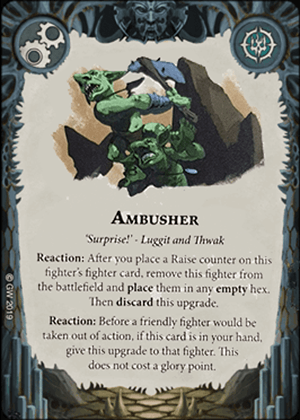 AMBUSHER
'Surprise!' - Luggit and Thwak
Reaction: After you place a Raise counter on this
fighter's fighter card, remove this fighter from
the battlefield and place them in any empty hex.
Then discard this upgrade.
Reaction: Before a friendly fighter would be
taken out of action, if this card is in your hand,
give this upgrade to that fighter. This
does not cost a glory point.
© GW 2019